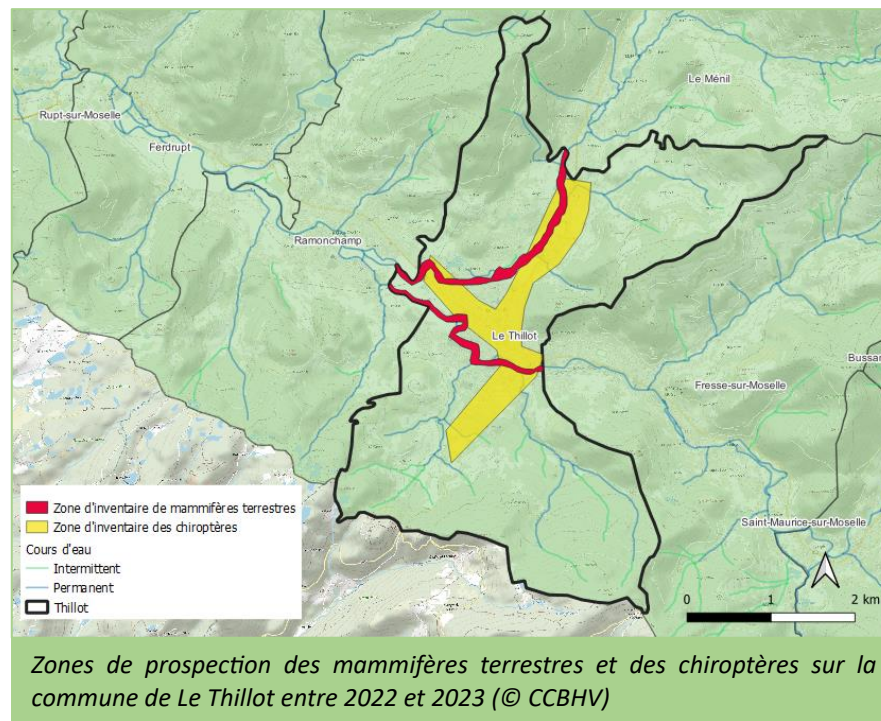 Le Ménil
Rupt-sur-Moselle
Ferdrupt
Ramonchamp
Le Thillot
Bussan
Fresse-sur-Moselle
Zone d'inventaire de mammifères terrestres
Zone d'inventaire des chiroptères
Cours d'eau
Intermittent
Permanent
Thillot
Saint-Maurice-sur-Moselle
0 1 2 km
Zones de prospection des mammifères terrestres et des chiroptères sur la
commune de Le Thillot entre 2022 et 2023 (© CCBHV)